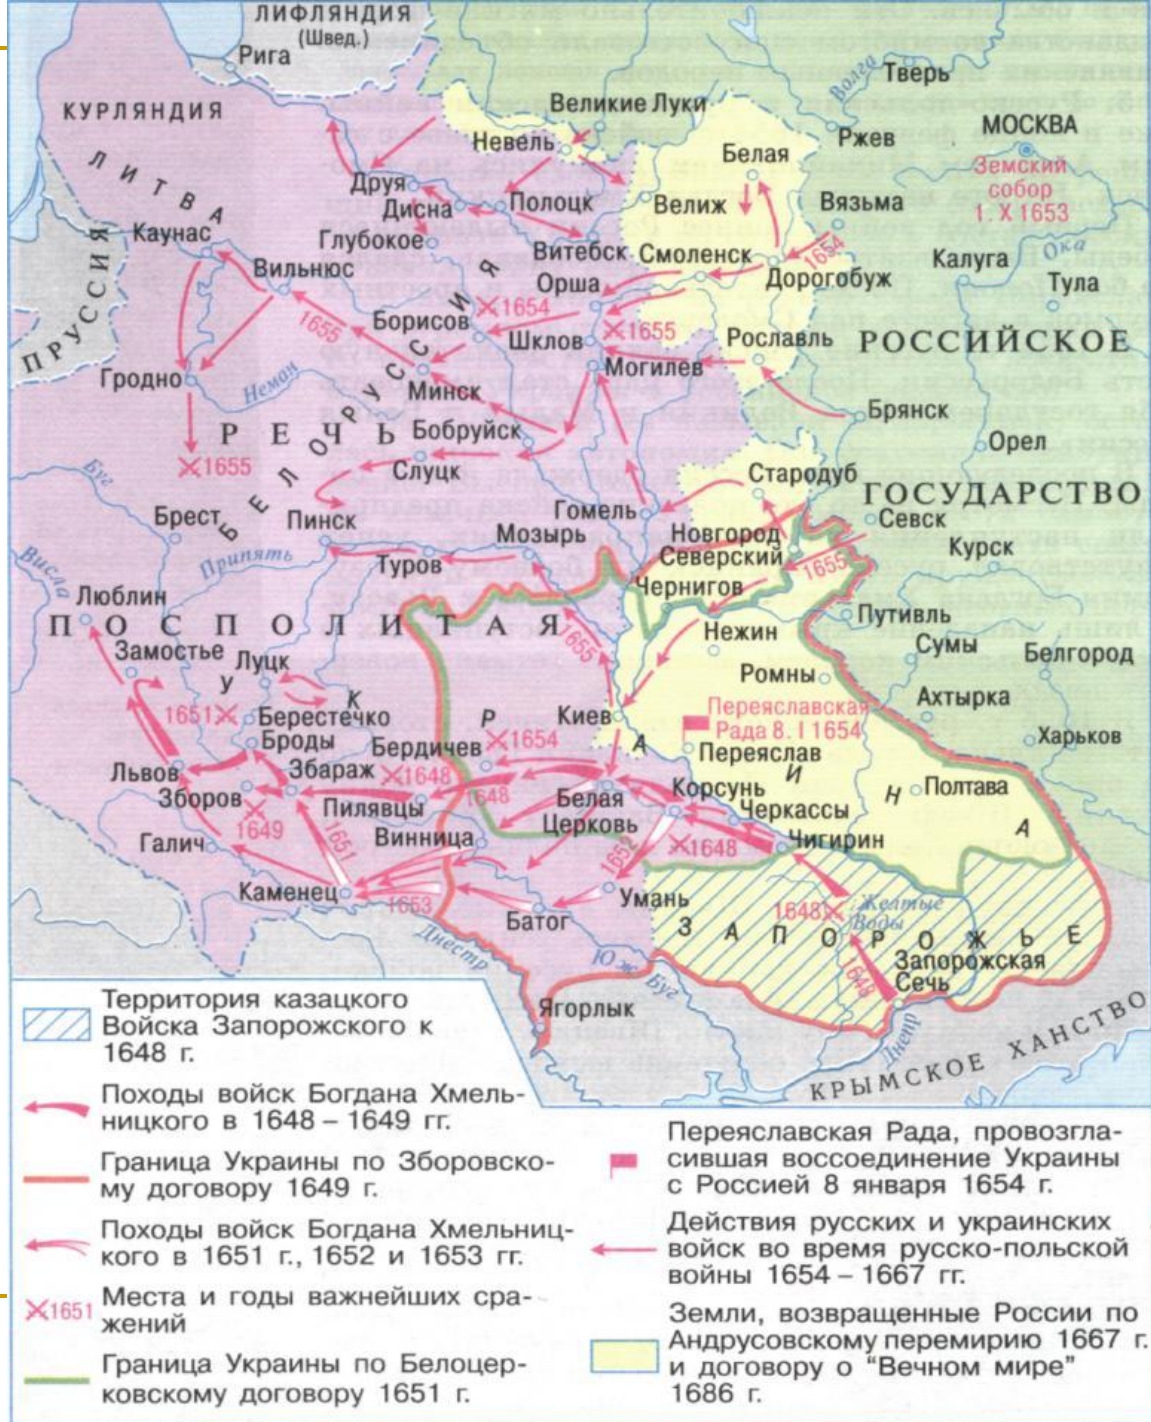 ЛИФЛЯНДИЯ
(Швед.)
Рига
КУРЛЯНДИЯ
ЛИТВА
Волга
Тверь
Великие Луки
Ржев
МОСКВА
Земский
собор
1. X 1653
Невель
Белая
Друя
Дисна
Полоцк
Велиж
Вязьма
Каунас
Глубокое
Витебск
Смоленск
1654
Ока
Калуга
Вильнюс
Орша
Дорогобуж
Тула
ПРУССИЯ
1654
Борисов
1655
1655
Шклов
Рославль
РОССИЙСКОЕ
Могилев
Гродно
Неман
Минск
БЕЛОРУССИЯ
РЕЧЬ
Бобруйск
Брянск
Орел
1655
Слуцк
Буг
Стародуб
ГОСУДАРСТВО
Брест
Пинск
Гомель
Севск
Мозырь
Новгород
Северский
Курск
Висла
Припять
Туров
1655
Чернигов
Люблин
Путивль
ПОСПОЛИТАЯ
1655
Нежин
Сумы
Белгород
Замостье
Луцк
Ромны
УКРАИНА
1651
Берестечко
Киев
Переяславская
Рада 8. I 1654
Ахтырка
Броды
Бердичев
1654
Переяслав
Харьков
Львов
Збараж
1648
Корсунь
Зборов
Пилявцы
1648
Белая
Церковь
Полтава
1649
Черкассы
Галич
1651
Винница
1652
1648
Чигирин
Каменец
1653
Умань
1648
Желтые
Воды
Батог
ЗАПОРОЖЬЕ
Днестр
Юж. Буг
1648
Запорожская
Сечь
Ягорлык
Днепр
КРЫМСКОЕ ХАНСТВО
Территория казацкого
Войска Запорожского к
1648 г.
Походы войск Богдана Хмель-
ницкого в 1648 – 1649 гг.
Граница Украины по Зборовско-
му договору 1649 г.
Походы войск Богдана Хмельниц-
кого в 1651 г., 1652 и 1653 гг.
1651
Места и годы важнейших сра-
жений
Граница Украины по Белоцер-
ковскому договору 1651 г.
Переяславская Рада, провозгла-
сившая воссоединение Украины
с Россией 8 января 1654 г.
Действия русских и украинских
войск во время русско-польской
войны 1654 – 1667 гг.
Земли, возвращенные России по
Андрусовскому перемирию 1667 г.
и договору о "Вечном мире"
1686 г.